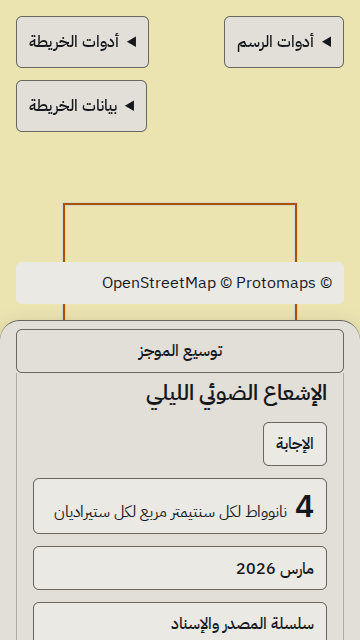 ◀ أدوات الرسم
◀ أدوات الخريطة
◀ بيانات الخريطة
© OpenStreetMap © Protomaps
توسيع الموجز
الإشعاع الضوئي الليلي
الإجابة
4 نانوواط لكل سنتيمتر مربع لكل ستيراديان
مارس 2026
سلسلة المصدر والإسناد